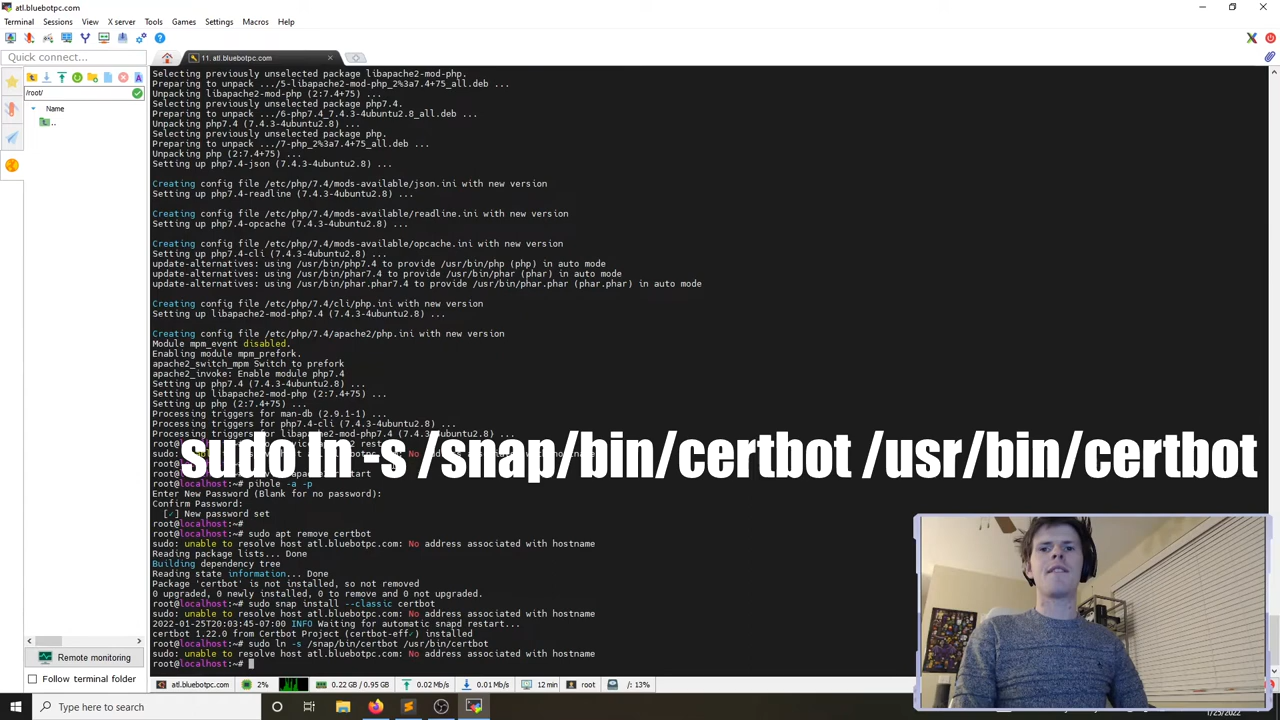 atl.bluebotpc.com
Terminal Sessions View X server Tools Games Settings Macros Help
Quick connect...
11. atl.bluebotpc.com
/root/
Name
..
Selecting previously unselected package libapache2-mod-php.
Preparing to unpack .../5-libapache2-mod-php_2%3a7.4+75_all.deb ...
Unpacking libapache2-mod-php (2:7.4+75) ...
Selecting previously unselected package php7.4.
Preparing to unpack .../6-php7.4_7.4.3-4ubuntu2.8_all.deb ...
Unpacking php7.4 (7.4.3-4ubuntu2.8) ...
Selecting previously unselected package php.
Preparing to unpack .../7-php_2%3a7.4+75_all.deb ...
Unpacking php (2:7.4+75) ...
Setting up php7.4-json (7.4.3-4ubuntu2.8) ...
Creating config file /etc/php/7.4/mods-available/json.ini with new version
Setting up php7.4-readline (7.4.3-4ubuntu2.8) ...
Creating config file /etc/php/7.4/mods-available/readline.ini with new version
Setting up php7.4-opcache (7.4.3-4ubuntu2.8) ...
Creating config file /etc/php/7.4/mods-available/opcache.ini with new version
Setting up php7.4-cli (7.4.3-4ubuntu2.8) ...
update-alternatives: using /usr/bin/php7.4 to provide /usr/bin/php (php) in auto mode
update-alternatives: using /usr/bin/phar7.4 to provide /usr/bin/phar (phar) in auto mode
update-alternatives: using /usr/bin/phar.phar7.4 to provide /usr/bin/phar.phar (phar.phar) in auto mode
Creating config file /etc/php/7.4/cli/php.ini with new version
Setting up libapache2-mod-php7.4 (7.4.3-4ubuntu2.8) ...
Creating config file /etc/php/7.4/apache2/php.ini with new version
Module mpm_event disabled.
Enabling module mpm_prefork.
apache2_switch_mpm Switch to prefork
apache2_invoke: Enable module php7.4
Setting up php7.4 (7.4.3-4ubuntu2.8) ...
Setting up libapache2-mod-php (2:7.4+75) ...
Setting up php (2:7.4+75) ...
Processing triggers for man-db (2.9.1-1) ...
Processing triggers for php7.4-cli (7.4.3-4ubuntu2.8) ...
Processing triggers for libapache2-mod-php7.4 (7.4.3-4ubuntu2.8) ...
sudo ln -s /snap/bin/certbot /usr/bin/certbot
root@localhost:~# pihole -a -p
Enter New Password (Blank for no password):
Confirm Password:
[✓] New password set
root@localhost:~#
root@localhost:~# sudo apt remove certbot
sudo: unable to resolve host atl.bluebotpc.com: No address associated with hostname
Reading package lists... Done
Building dependency tree
Reading state information... Done
Package 'certbot' is not installed, so not removed
0 upgraded, 0 newly installed, 0 to remove and 0 not upgraded.
root@localhost:~# sudo snap install --classic certbot
sudo: unable to resolve host atl.bluebotpc.com: No address associated with hostname
2022-01-25T20:03:45-07:00 INFO Waiting for automatic snapd restart...
certbot 1.22.0 from Certbot Project (certbot-eff✓) installed
root@localhost:~# sudo ln -s /snap/bin/certbot /usr/bin/certbot
sudo: unable to resolve host atl.bluebotpc.com: No address associated with hostname
root@localhost:~#
Remote monitoring
Follow terminal folder
atl.bluebotpc.com 2% 0.22 GB / 0.95 GB 0.02 Mb/s 0.01 Mb/s 12 min root /: 13%
Type here to search
1/25/2022